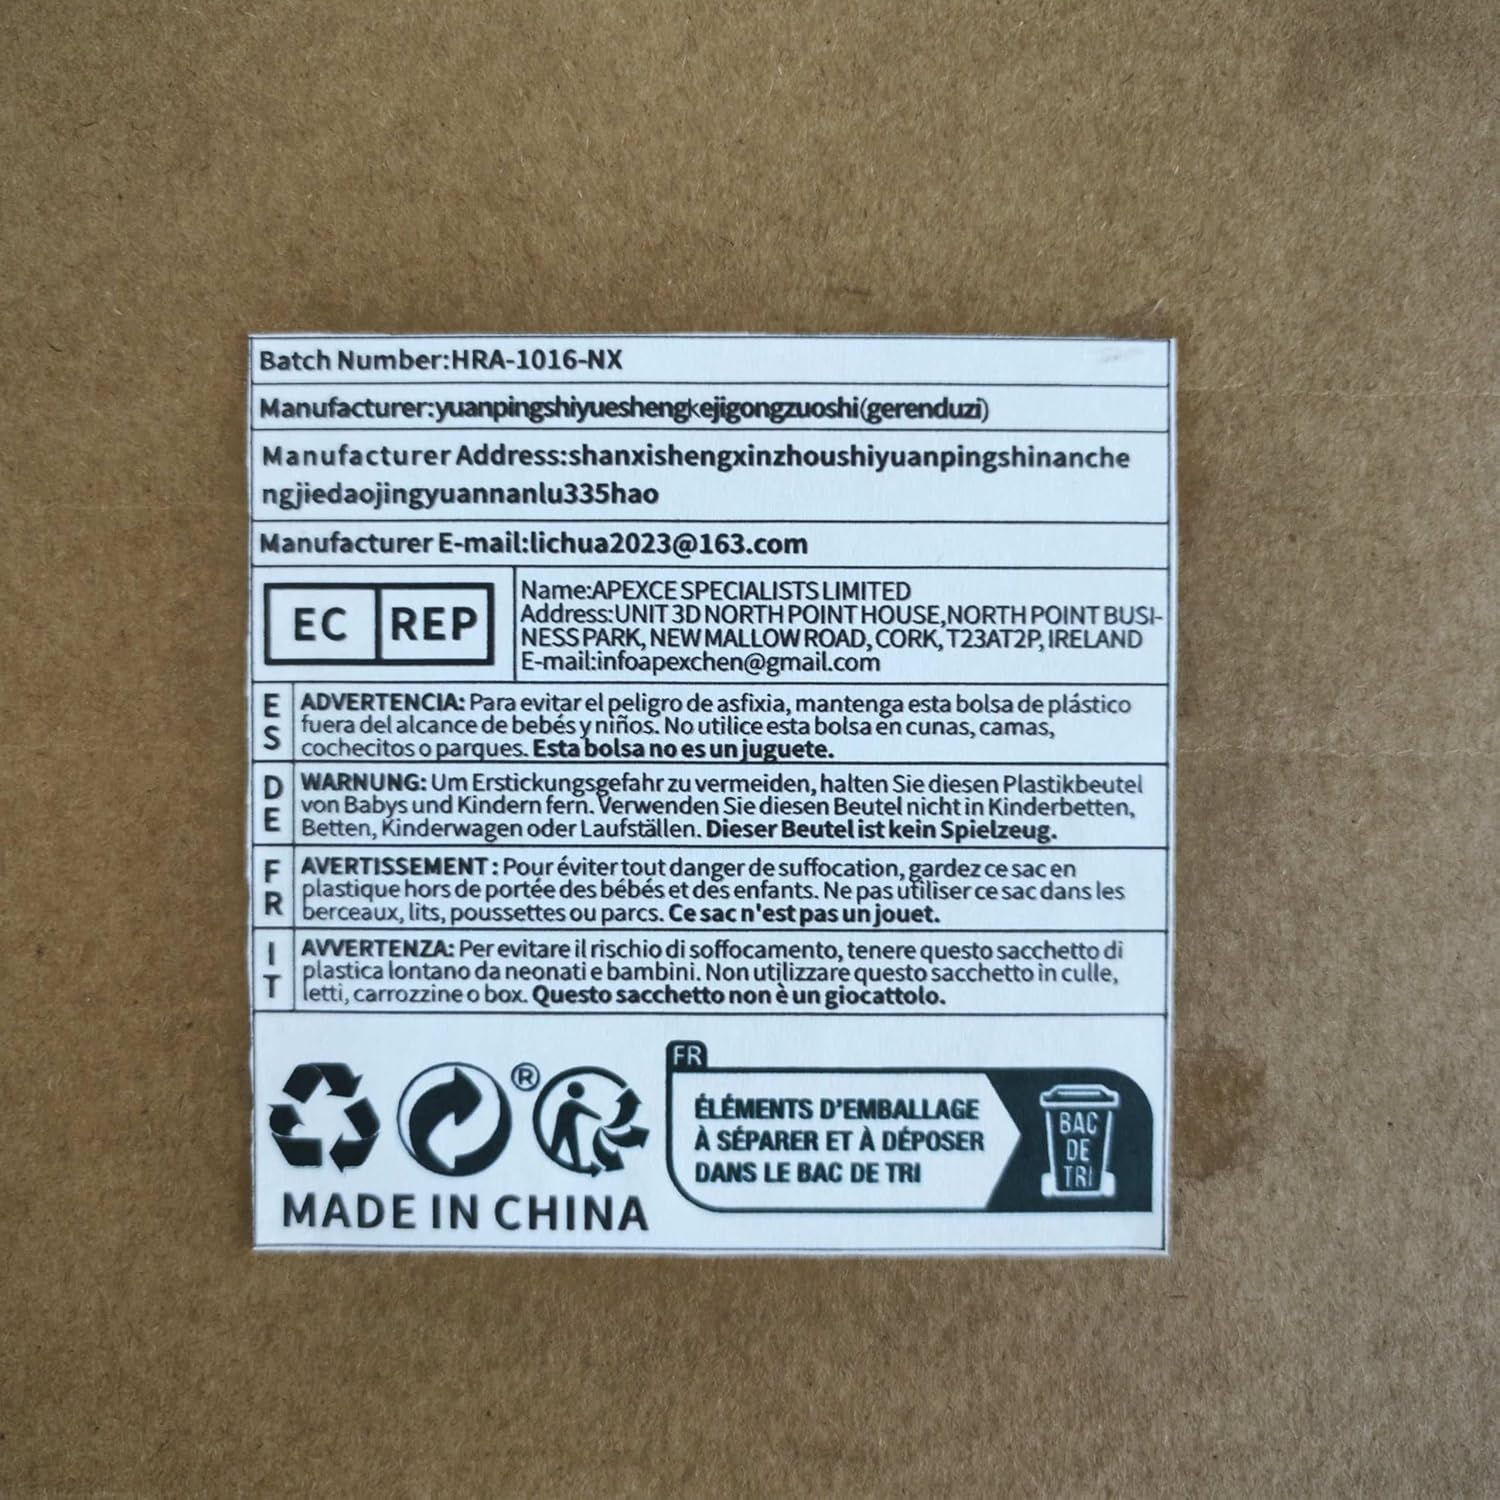 Batch Number:HRA-1016-NX
Manufacturer:yuanpingshiyueshengkejigongzuoshi(gerenduzi)
Manufacturer Address:shanxishengxinzhoushiyuanpingshinanche
ngjiedaojingyuannanlu335hao
Manufacturer E-mail:lichua2023@163.com
EC REP
Name:APEXCE SPECIALISTS LIMITED
Address:UNIT 3D NORTH POINT HOUSE,NORTH POINT BUSI-
NESS PARK, NEW MALLOW ROAD, CORK, T23AT2P, IRELAND
E-mail:infoapexchen@gmail.com
ES
ADVERTENCIA: Para evitar el peligro de asfixia, mantenga esta bolsa de plástico
fuera del alcance de bebés y niños. No utilice esta bolsa en cunas, camas,
cochecitos o parques. Esta bolsa no es un juguete.
DE
WARNUNG: Um Erstickungsgefahr zu vermeiden, halten Sie diesen Plastikbeutel
von Babys und Kindern fern. Verwenden Sie diesen Beutel nicht in Kinderbetten,
Betten, Kinderwagen oder Laufställen. Dieser Beutel ist kein Spielzeug.
FR
AVERTISSEMENT : Pour éviter tout danger de suffocation, gardez ce sac en
plastique hors de portée des bébés et des enfants. Ne pas utiliser ce sac dans les
berceaux, lits, poussettes ou parcs. Ce sac n'est pas un jouet.
IT
AVVERTENZA: Per evitare il rischio di soffocamento, tenere questo sacchetto di
plastica lontano da neonati e bambini. Non utilizzare questo sacchetto in culle,
letti, carrozzine o box. Questo sacchetto non è un giocattolo.
®
MADE IN CHINA
FR
ÉLÉMENTS D'EMBALLAGE
À SÉPARER ET À DÉPOSER
DANS LE BAC DE TRI
BAC
DE
TRI